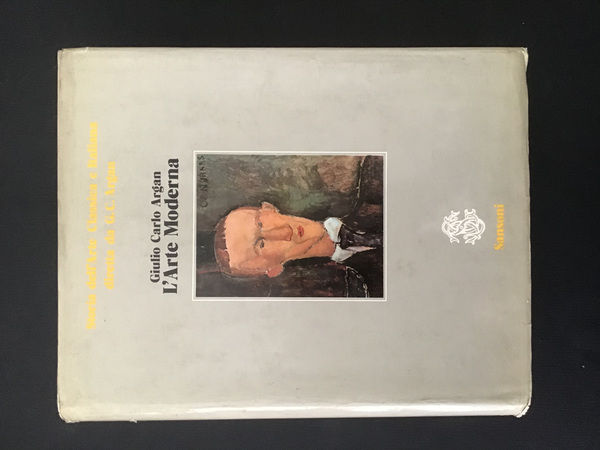 Storia dell'Arte Classica e Italiana
diretta da G.C. Argan
Giulio Carlo Argan
L'Arte Moderna
Sansoni